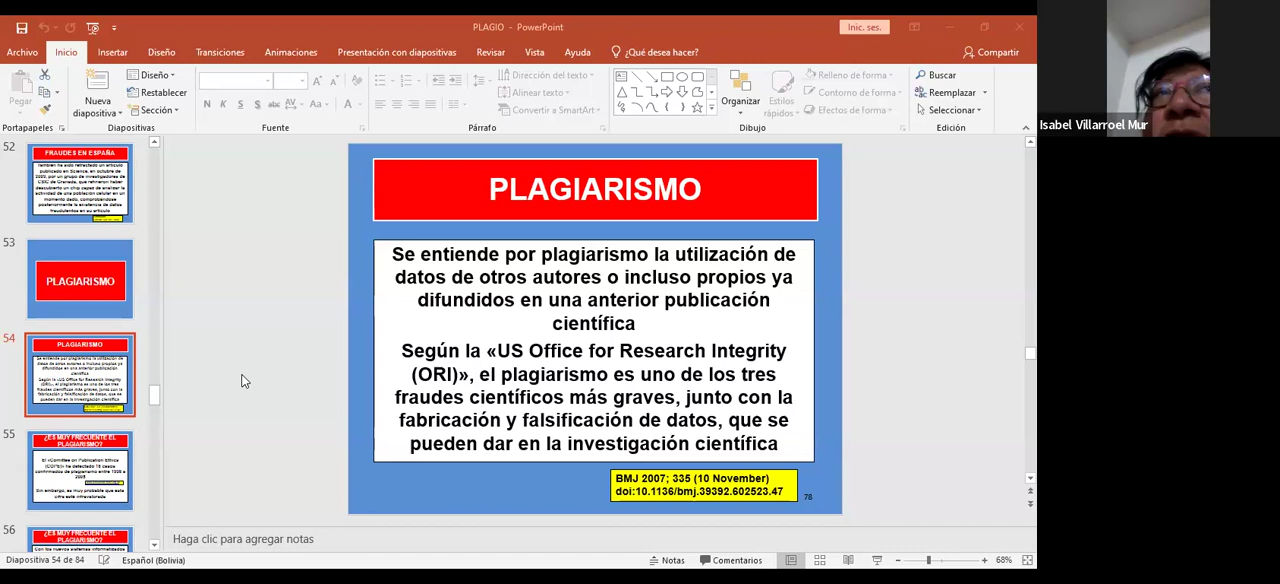 PLAGIO - PowerPoint
Inic. ses.
Archivo Inicio Insertar Diseño Transiciones Animaciones Presentación con diapositivas Revisar Vista Ayuda ¿Qué desea hacer? Compartir
Pegar
Nueva diapositiva
Diseño
Restablecer
Sección
N K S S abc AV Aa A
Dirección del texto
Alinear texto
Convertir a SmartArt
Organizar
Estilos rápidos
Relleno de forma
Contorno de forma
Efectos de forma
Buscar
Reemplazar
Seleccionar
Portapapeles Diapositivas Fuente Párrafo Dibujo Edición
Isabel Villarroel Mur
52
FRAUDES EN ESPAÑA
53
PLAGIARISMO
54
PLAGIARISMO
55
¿ES MUY FRECUENTE EL
PLAGIARISMO?
56
¿ES MUY FRECUENTE EL
PLAGIARISMO?
PLAGIARISMO
Se entiende por plagiarismo la utilización de
datos de otros autores o incluso propios ya
difundidos en una anterior publicación
científica
Según la «US Office for Research Integrity
(ORI)», el plagiarismo es uno de los tres
fraudes científicos más graves, junto con la
fabricación y falsificación de datos, que se
pueden dar en la investigación científica
BMJ 2007; 335 (10 November)
doi:10.1136/bmj.39392.602523.47
78
Haga clic para agregar notas
Diapositiva 54 de 84 Español (Bolivia) Notas Comentarios 68%